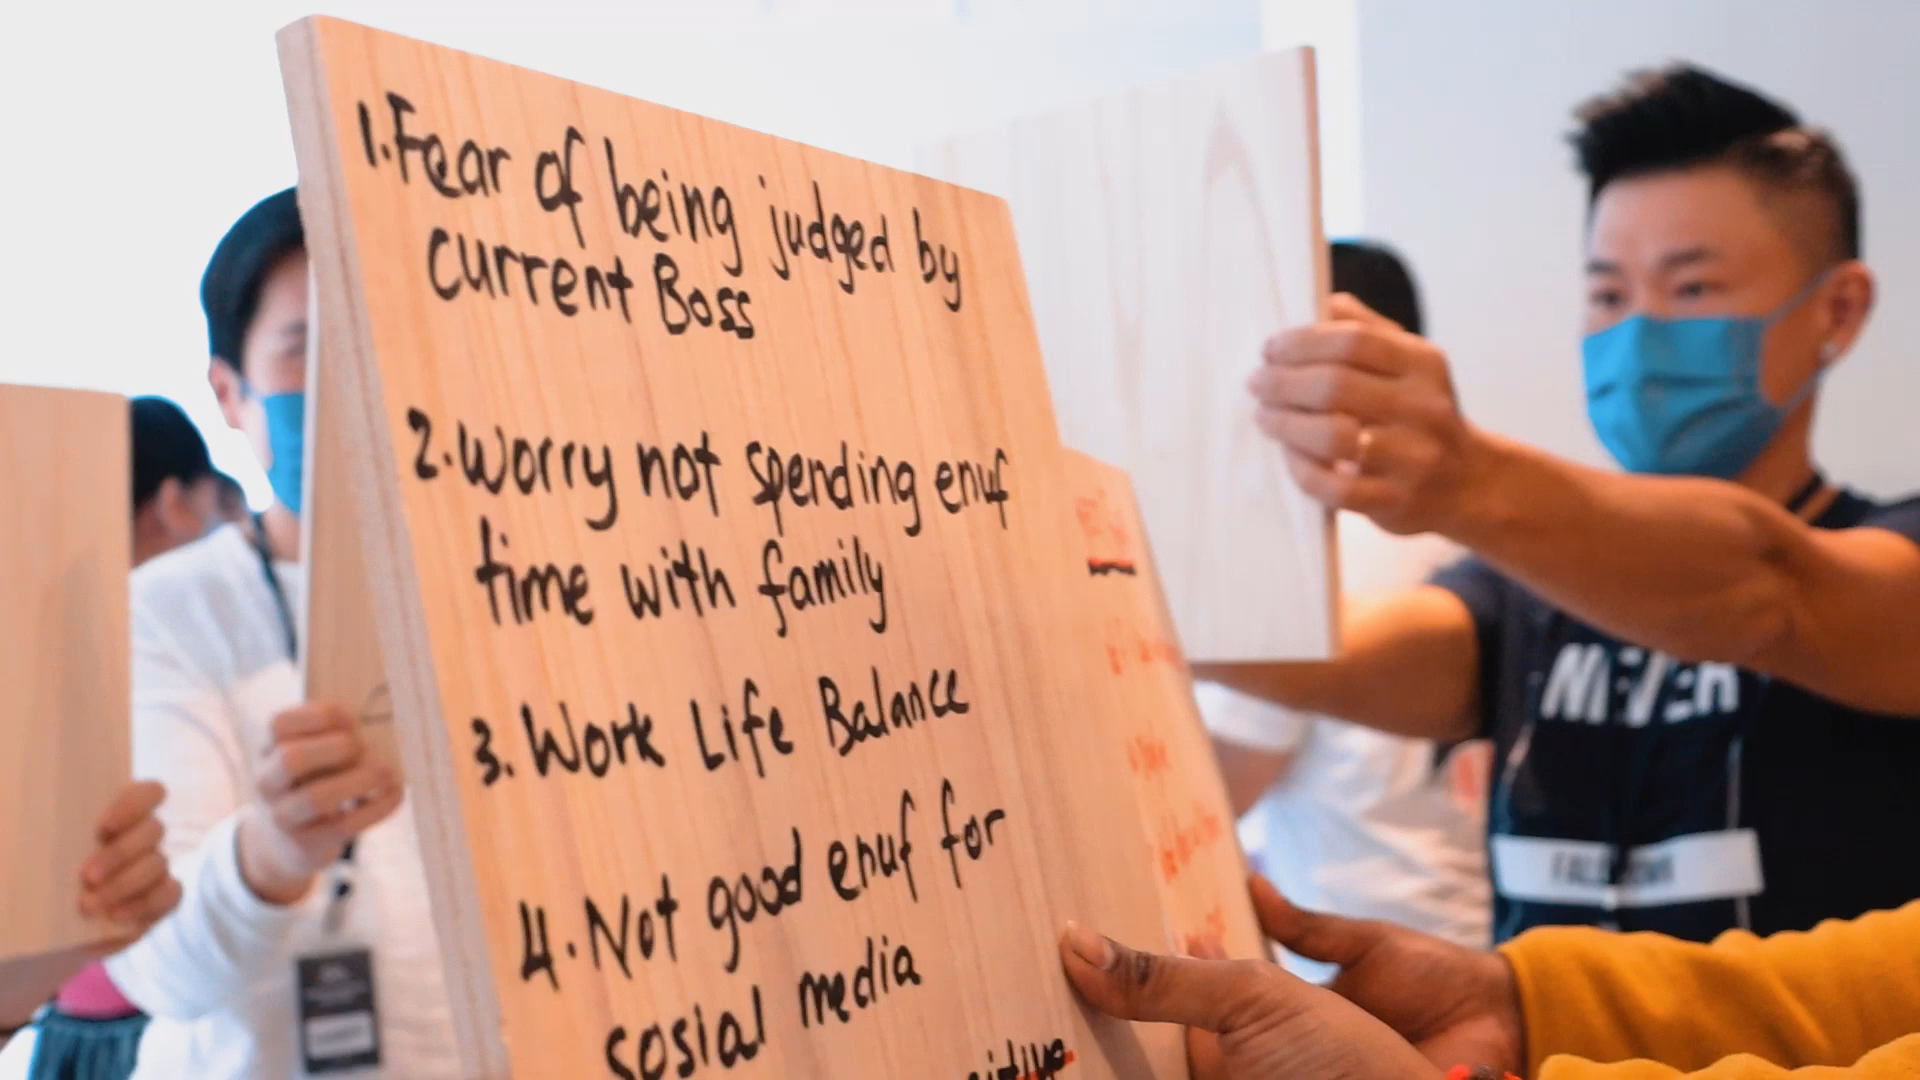 1. Fear of being judged by
current Boss
2. Worry not spending enuf
time with family
3. Work Life Balance
4. Not good enuf for
sosial media
NEVER